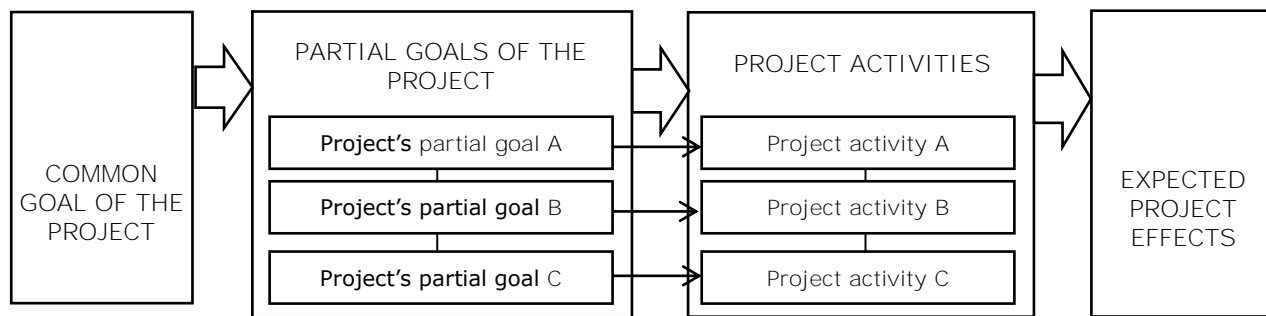 COMMON
GOAL OF THE
PROJECT
PARTIAL GOALS OF THE
PROJECT
Project's partial goal A
Project's partial goal B
Project's partial goal C
PROJECT ACTIVITIES
Project activity A
Project activity B
Project activity C
EXPECTED
PROJECT
EFFECTS